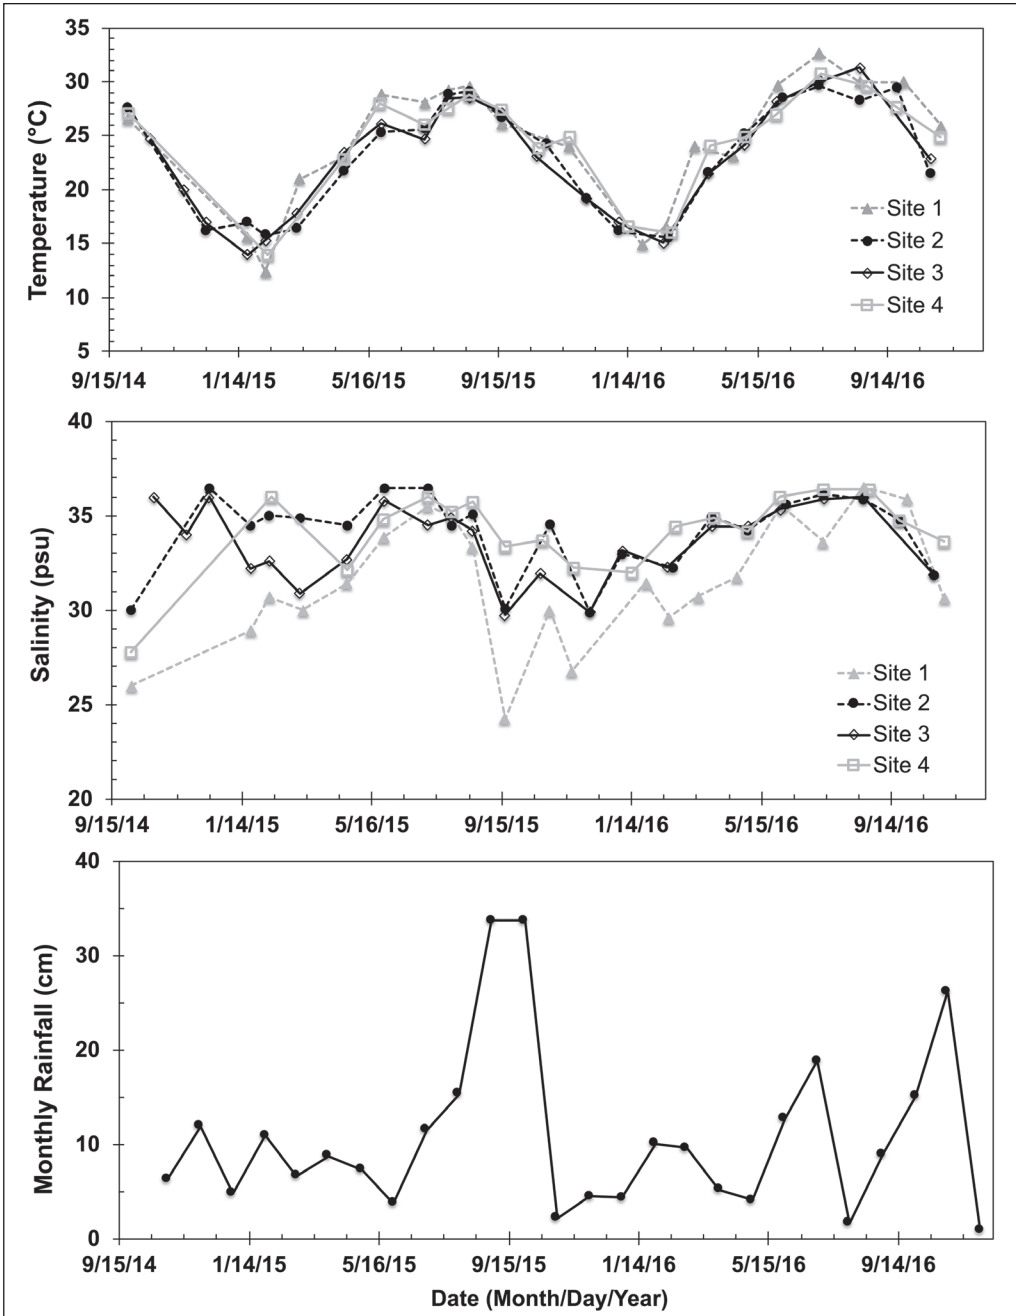 35
30
25
20
15
10
5
Temperature (°C)
Site 1
Site 2
Site 3
Site 4
9/15/14 1/14/15 5/16/15 9/15/15 1/14/16 5/15/16 9/14/16
40
35
30
25
20
Salinity (psu)
Site 1
Site 2
Site 3
Site 4
9/15/14 1/14/15 5/16/15 9/15/15 1/14/16 5/15/16 9/14/16
40
30
20
10
0
Monthly Rainfall (cm)
9/15/14 1/14/15 5/16/15 9/15/15 1/14/16 5/15/16 9/14/16
Date (Month/Day/Year)